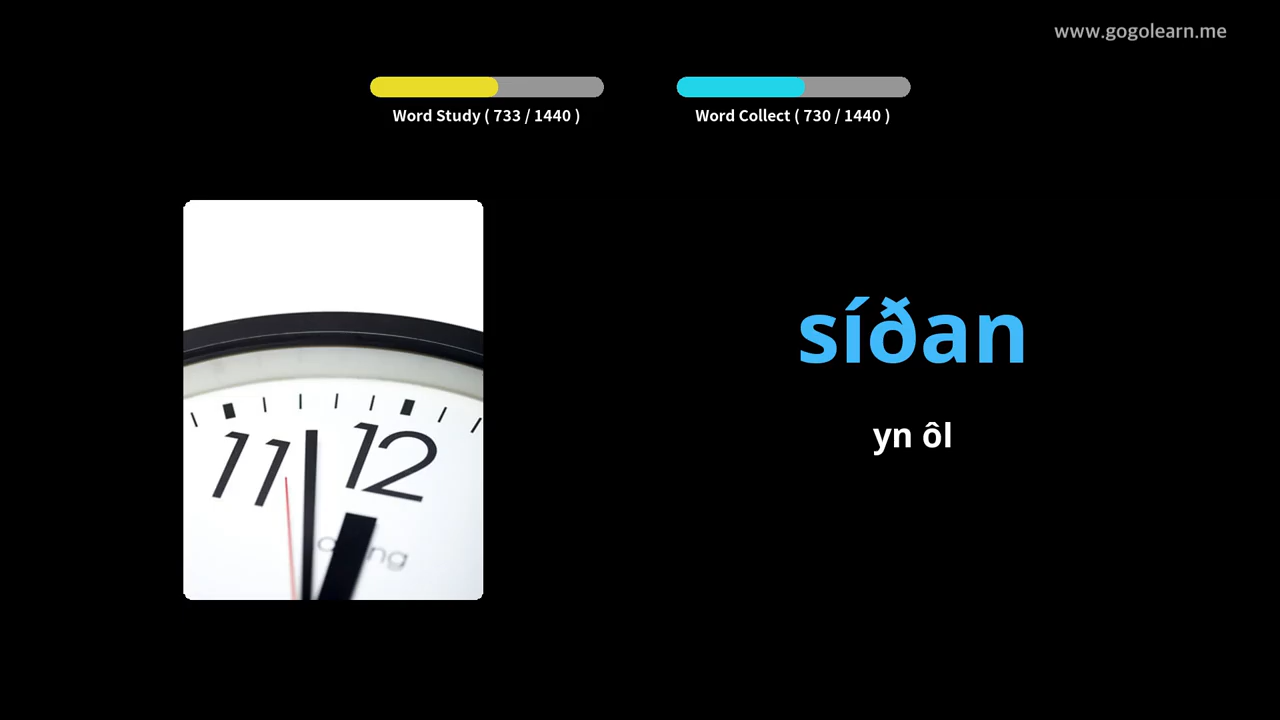 www.gogolearn.me
Word Study ( 733 / 1440 )
Word Collect ( 730 / 1440 )
síðan
yn ôl
11
12